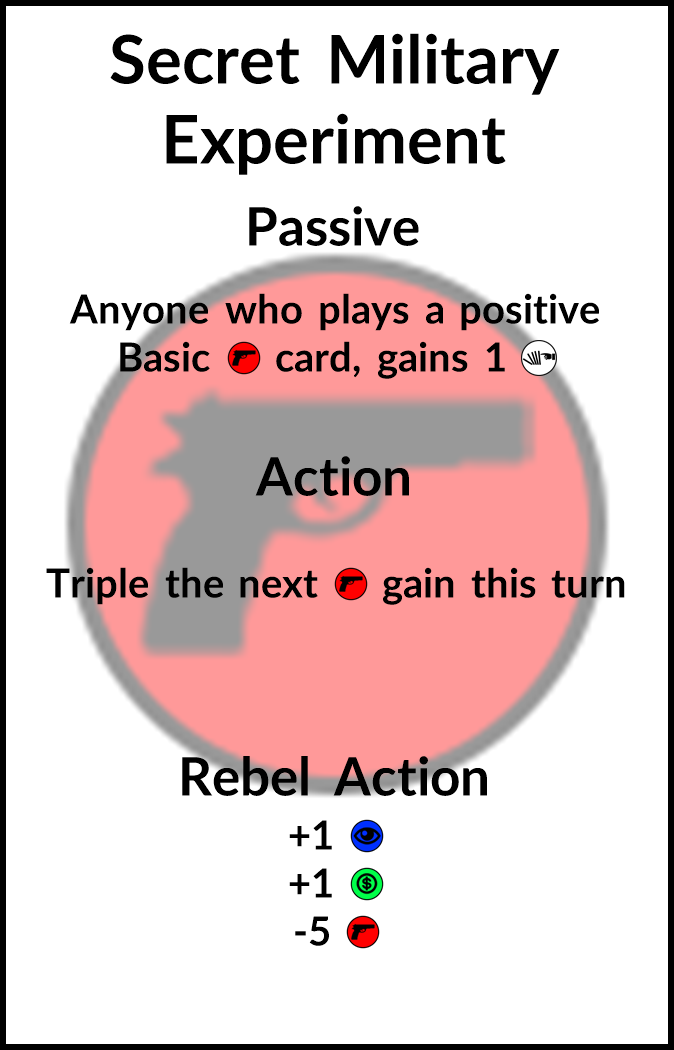 Secret Military
Experiment
Passive
Anyone who plays a positive
Basic card, gains 1
Action
Triple the next gain this turn
Rebel Action
+1
+1 $
-5